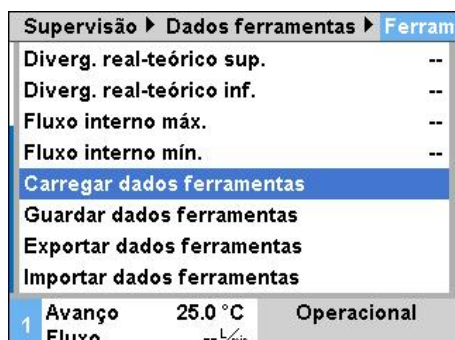 Supervisão ▶ Dados ferramentas ▶ Ferram
Diverg. real-teórico sup. --
Diverg. real-teórico inf. --
Fluxo interno máx. --
Fluxo interno mín. --
Carregar dados ferramentas
Guardar dados ferramentas
Exportar dados ferramentas
Importar dados ferramentas
1 Avanço 25.0 °C Operacional
Fluxo -- L/min